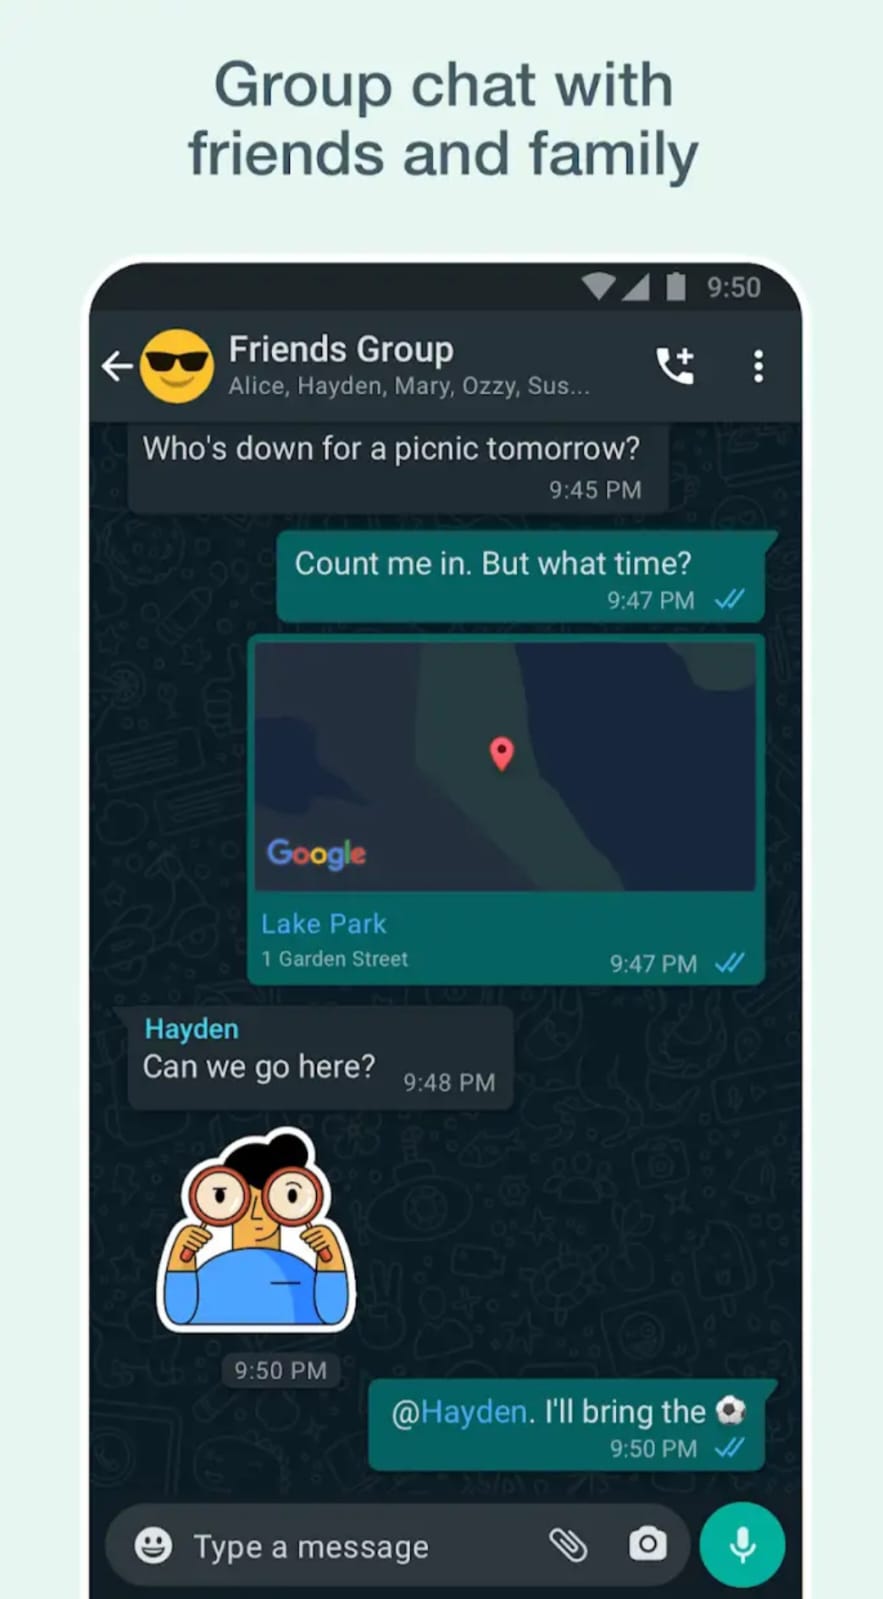 Group chat with
friends and family
9:50
Friends Group
Alice, Hayden, Mary, Ozzy, Sus...
Who's down for a picnic tomorrow?
9:45 PM
Count me in. But what time?
9:47 PM
Google
Lake Park
1 Garden Street
9:47 PM
Hayden
Can we go here?
9:48 PM
9:50 PM
@Hayden. I'll bring the ⚽
9:50 PM
Type a message